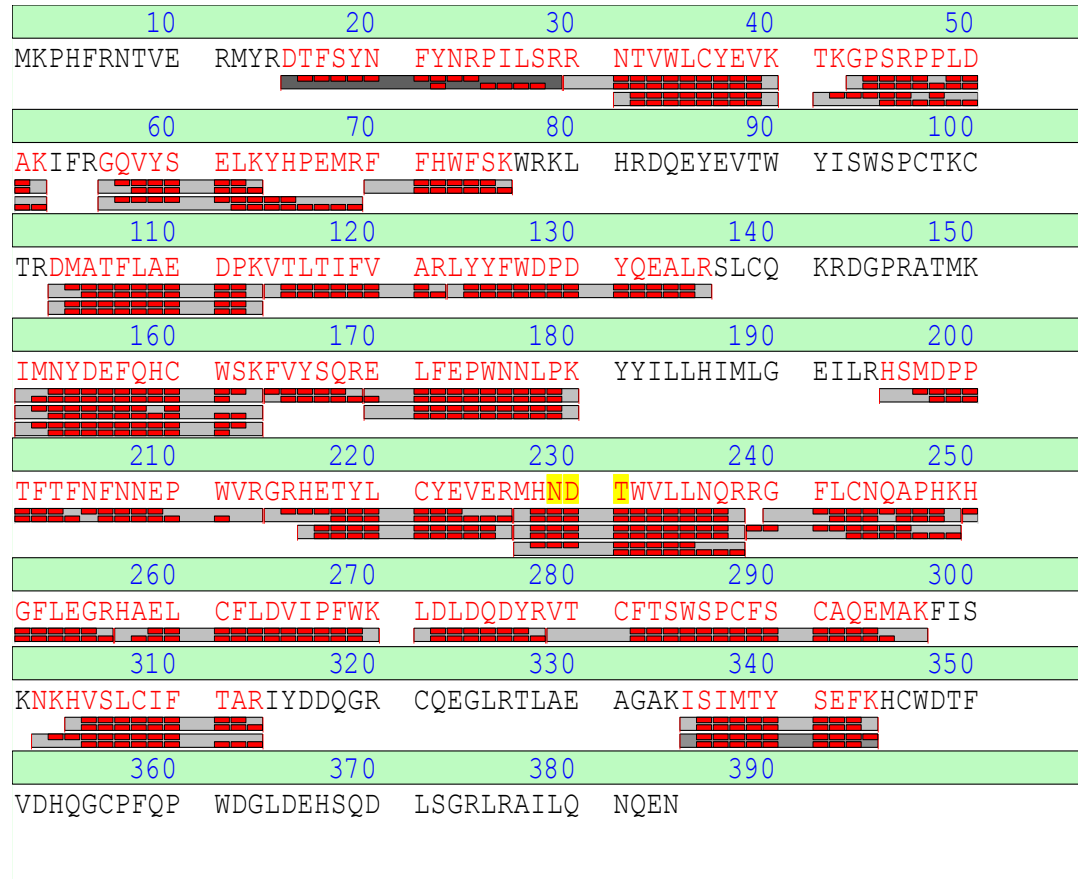 10 20 30 40 50
MKPHFRNTVE RMYRDTFSYN FYNRPILSRR NTVWLCYEVK TKGPSRPPLD
60 70 80 90 100
AKIFRGQVYS ELKYHPEMRF FHWFSKWRKL HRDQEYEVTW YISWSPCTKC
110 120 130 140 150
TRDMATFLAE DPKVTLTIFV ARLYYFWDPD YQEALRSLCQ KRDGPRATMK
160 170 180 190 200
IMNYDEFQHC WSKFVYSQRE LFEPWNNLPK YYILLHIMLG EILRHSMDPP
210 220 230 240 250
TFTFNFNNEP WVRGRHETYL CYEVERMHND TWVLLNQRRG FLCNQAPHKH
260 270 280 290 300
GFLEGRHAEL CFLDVIPFWK LDLDQDYRVT CFTSWSPCFS CAQEMAKFIS
310 320 330 340 350
KNKHVSLCIF TARIYDDQGR CQEGLRTLAE AGAKISIMTY SEFKHCWDTF
360 370 380 390
VDHQGCPFQP WDGLDEHSQD LSGRLRAILQ NQEN